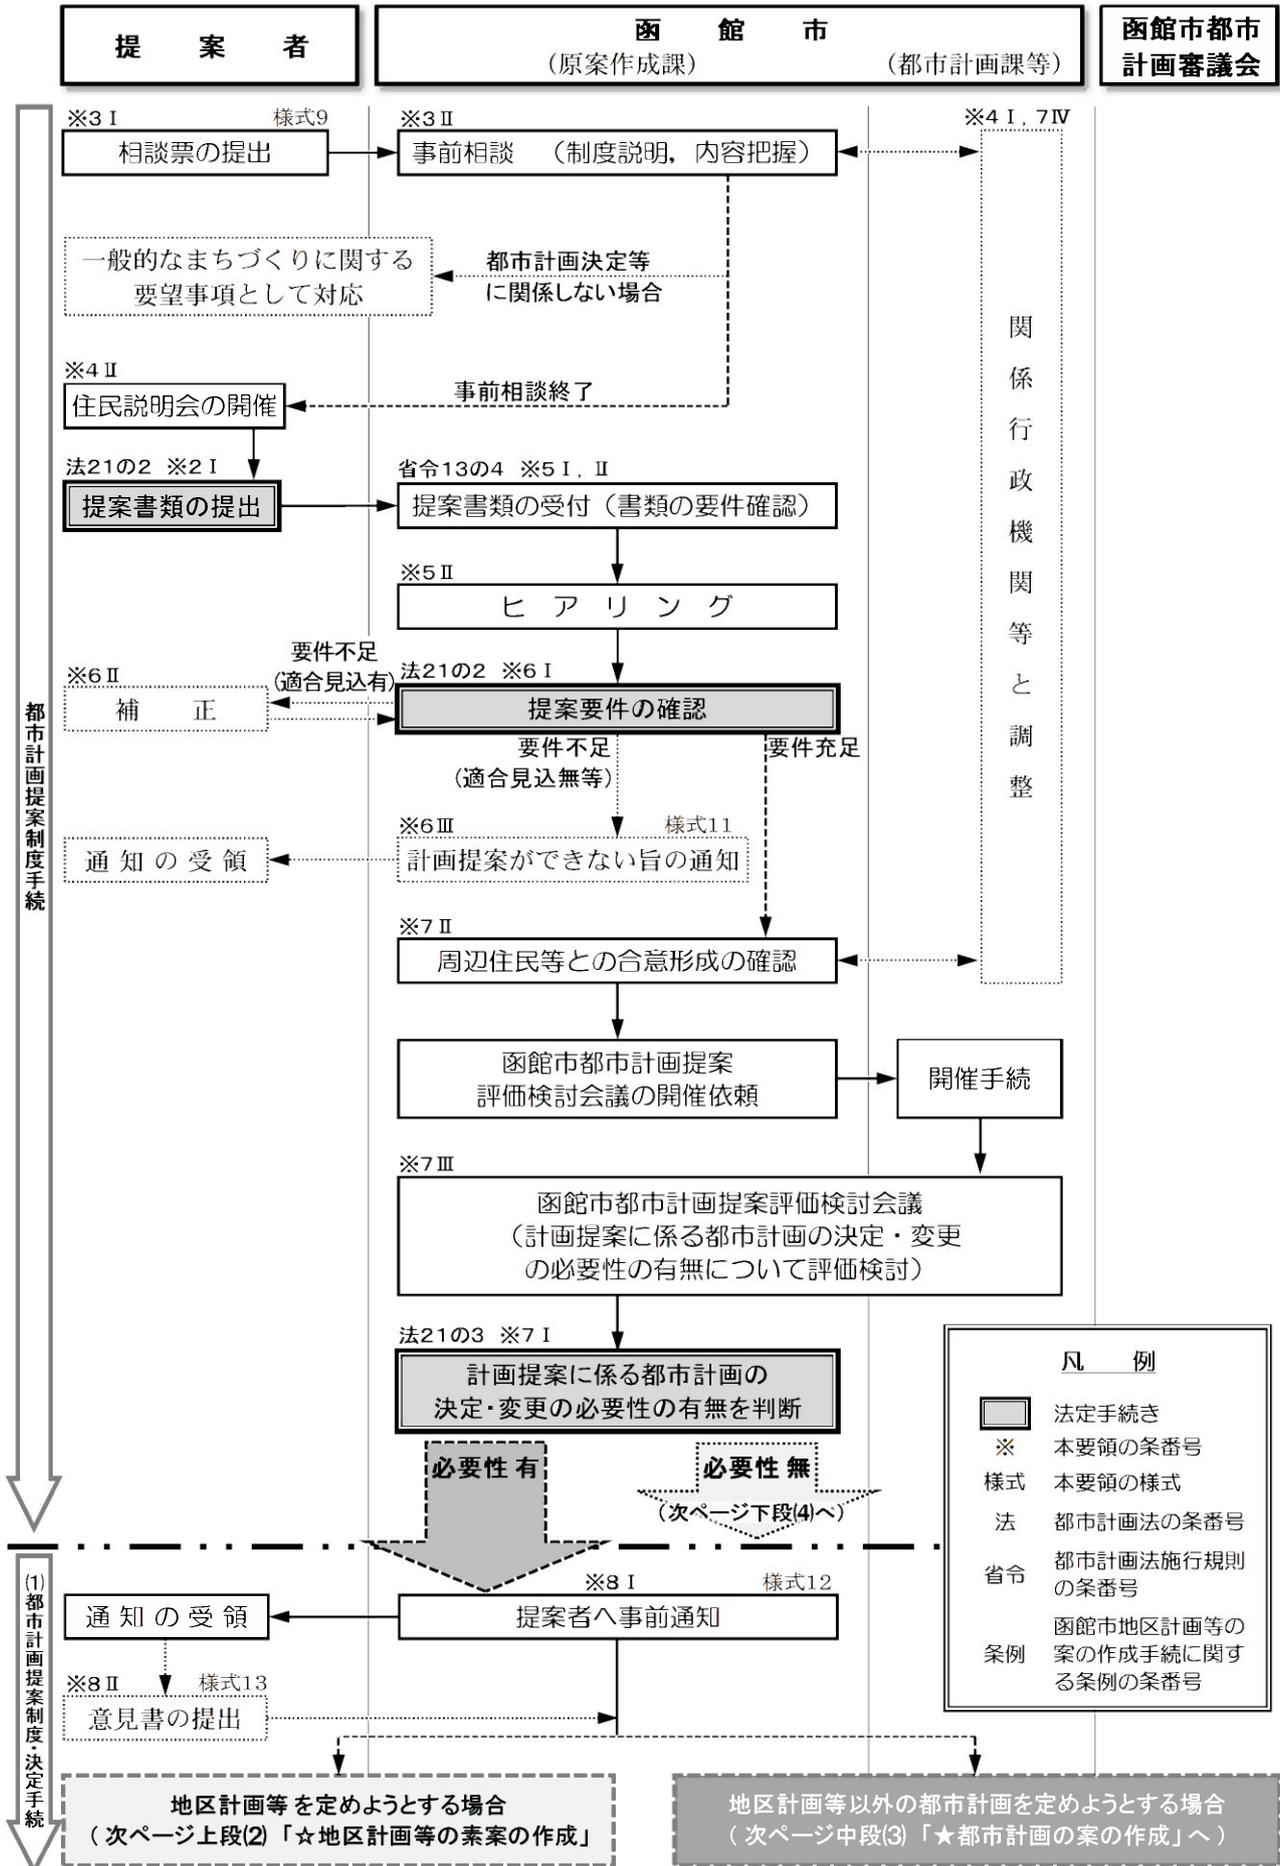 提案者
函館市
(原案作成課) (都市計画課等)
函館市都市
計画審議会
※3Ⅰ 様式9
相談票の提出
※3Ⅱ
事前相談 (制度説明,内容把握)
※4Ⅰ,7Ⅳ
関係行政機関等と調整
一般的なまちづくりに関する
要望事項として対応
都市計画決定等
に関係しない場合
※4Ⅱ
住民説明会の開催
事前相談終了
法21の2 ※2Ⅰ
提案書類の提出
省令13の4 ※5Ⅰ,Ⅱ
提案書類の受付(書類の要件確認)
※5Ⅱ
ヒアリング
要件不足
(適合見込有)
※6Ⅱ
補正
法21の2 ※6Ⅰ
提案要件の確認
要件不足
(適合見込無等)
要件充足
※6Ⅲ 様式11
計画提案ができない旨の通知
通知の受領
※7Ⅱ
周辺住民等との合意形成の確認
函館市都市計画提案
評価検討会議の開催依頼
開催手続
※7Ⅲ
函館市都市計画提案評価検討会議
(計画提案に係る都市計画の決定・変更
の必要性の有無について評価検討)
法21の3 ※7Ⅰ
計画提案に係る都市計画の
決定・変更の必要性の有無を判断
必要性 有
必要性 無
(次ページ下段⑷へ)
都市計画提案制度手続
凡例
法定手続き
※ 本要領の条番号
様式 本要領の様式
法 都市計画法の条番号
省令 都市計画法施行規則
の条番号
条例 函館市地区計画等の
案の作成手続に関す
る条例の条番号
⑴都市計画提案制度・決定手続
※8Ⅰ 様式12
提案者へ事前通知
通知の受領
※8Ⅱ 様式13
意見書の提出
地区計画等 を定めようとする場合
(次ページ上段⑵「☆地区計画等の素案の作成」
地区計画等以外の都市計画を定めようとする場合
(次ページ中段⑶「★都市計画の案の作成」へ)